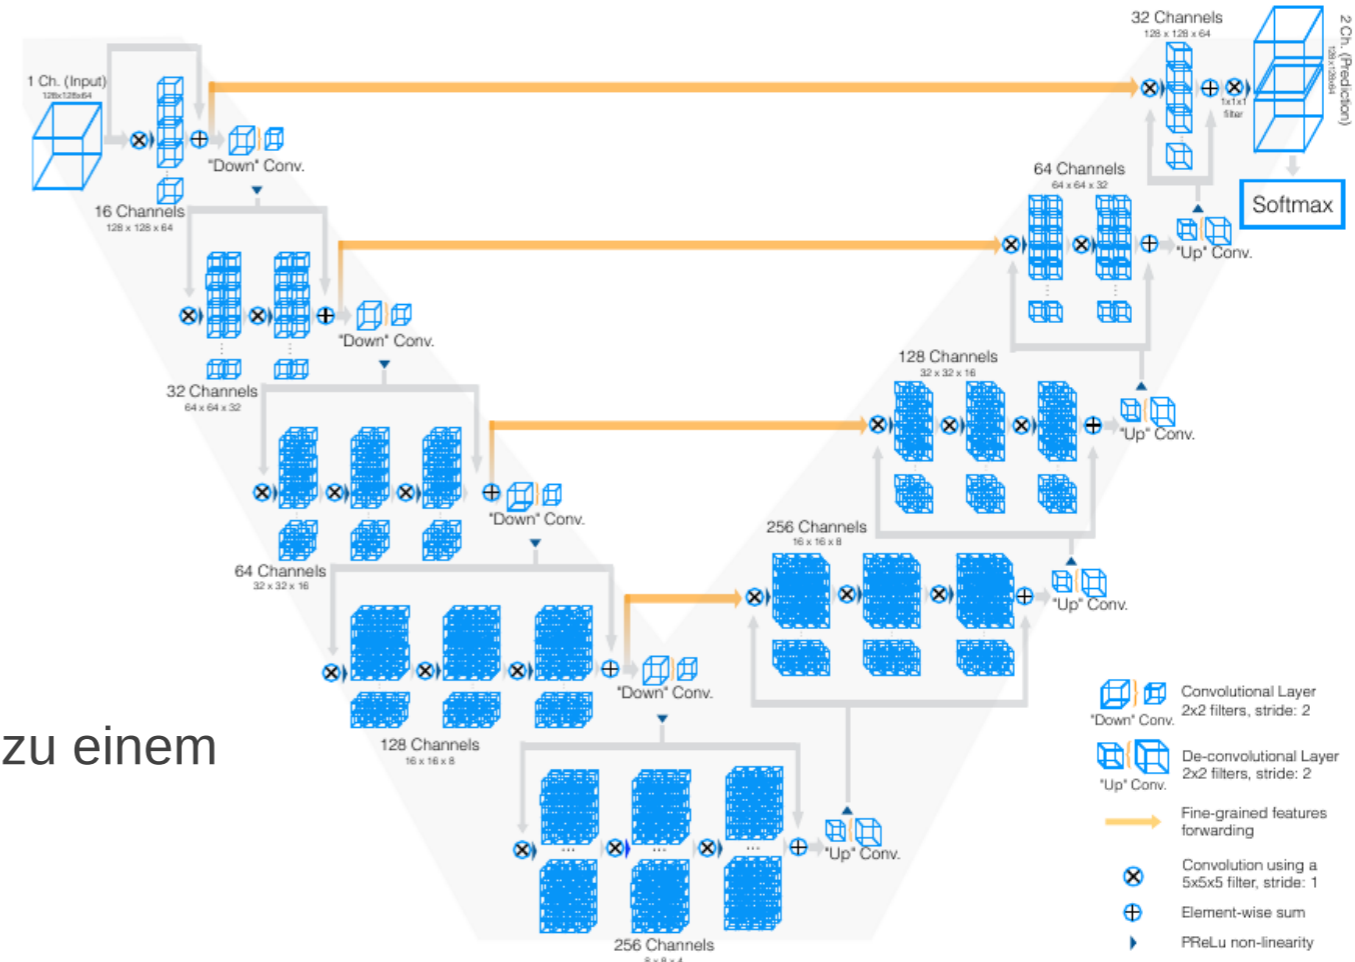 32 Channels
128 x 128 x 64
2 Ch. (Prediction)
128x128x64
1 Ch. (Input)
128x128x64
1x1x1
filter
"Down" Conv.
64 Channels
64 x 64 x 32
Softmax
16 Channels
128 x 128 x 64
"Up" Conv.
"Down" Conv.
128 Channels
32 x 32 x 16
32 Channels
64 x 64 x 32
"Up" Conv.
"Down" Conv.
256 Channels
16 x 16 x 8
64 Channels
32 x 32 x 16
"Up" Conv.
"Down" Conv.
zu einem
128 Channels
16 x 16 x 8
...
...
...
"Up" Conv.
256 Channels
8 x 8 x 4
"Down" Conv.
Convolutional Layer
2x2 filters, stride: 2
"Up" Conv.
De-convolutional Layer
2x2 filters, stride: 2
Fine-grained features
forwarding
Convolution using a
5x5x5 filter, stride: 1
Element-wise sum
PReLu non-linearity